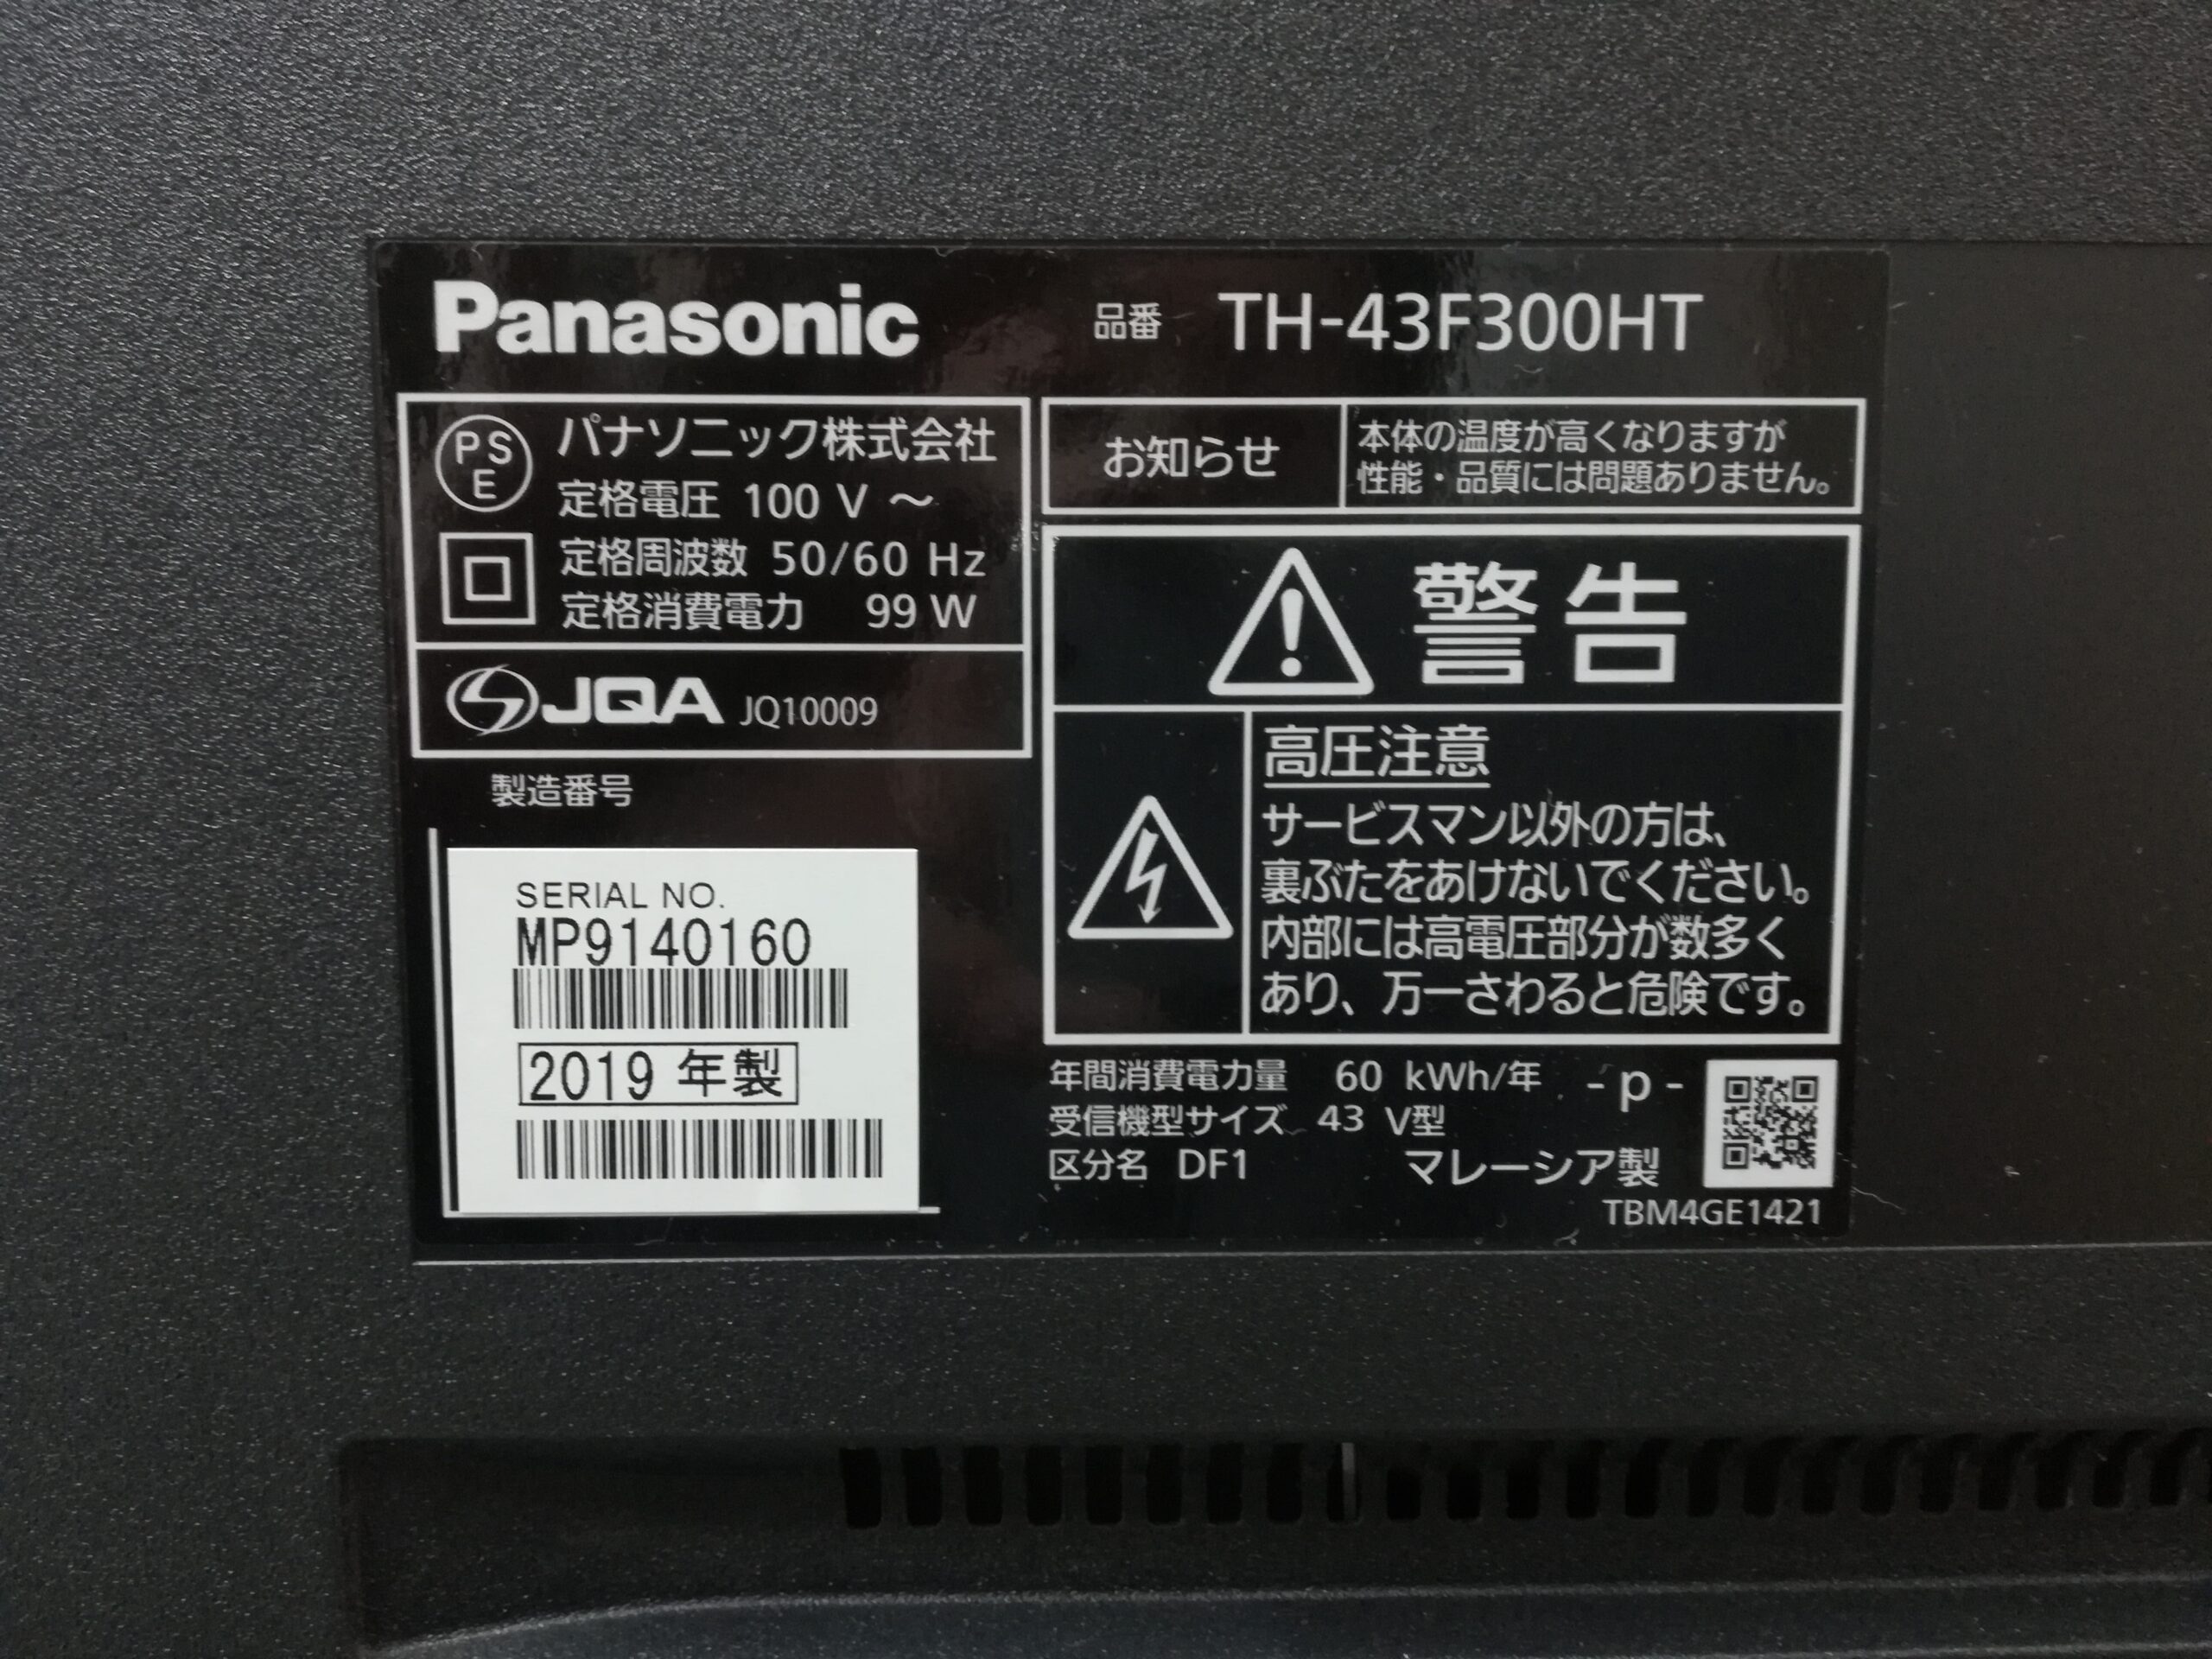 Panasonic 品番 TH-43F300HT
PS
E
パナソニック株式会社
定格電圧 100 V ～
定格周波数 50/60 Hz
定格消費電力 99 W
JQA JQ10009
製造番号
SERIAL NO.
MP9140160
2019 年製
お知らせ
本体の温度が高くなりますが
性能・品質には問題ありません。
警告
高圧注意
サービスマン以外の方は、
裏ぶたをあけないでください。
内部には高電圧部分が数多く
あり、万一さわると危険です。
年間消費電力量 60 kWh/年 - p -
受信機型サイズ 43 V型
区分名 DF1 マレーシア製
TBM4GE1421